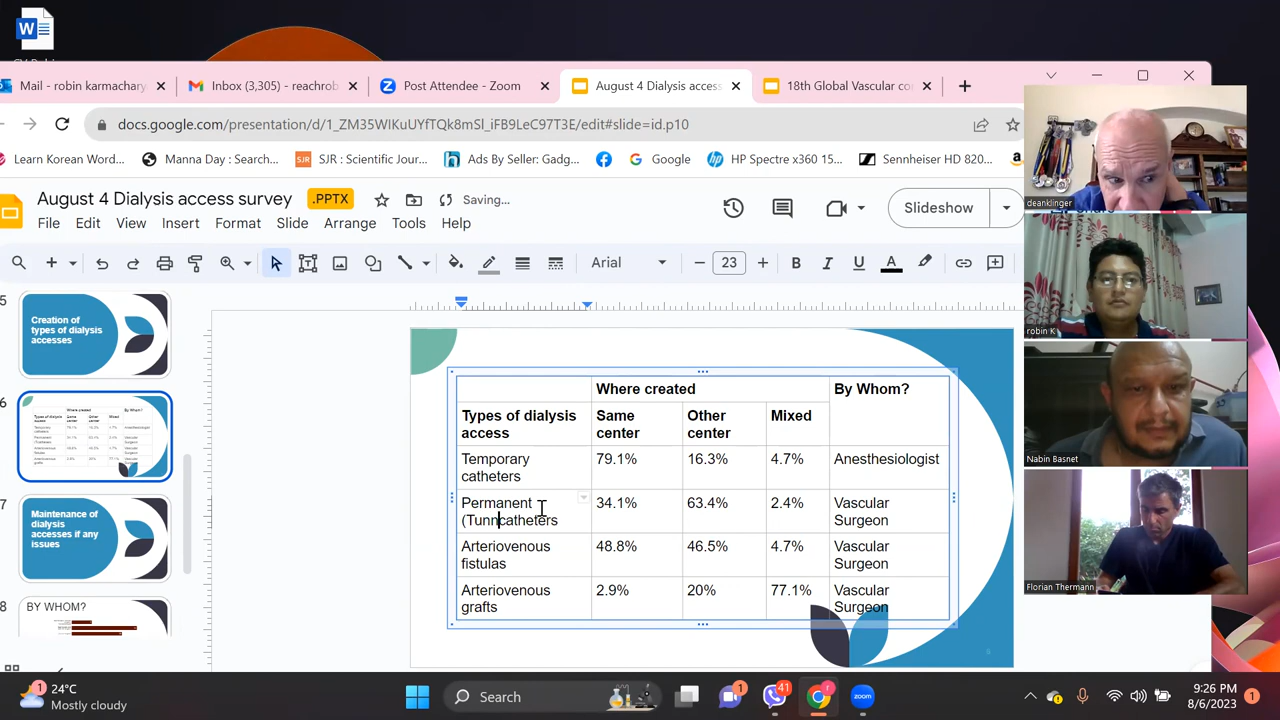 Mail - robin karmachary
Inbox (3,305) - reachrob
Post Attendee - Zoom
August 4 Dialysis access
18th Global Vascular co
docs.google.com/presentation/d/1_ZM35WIKuUYfTQk8mSl_iFB9LeC97T3E/edit#slide=id.p10
Learn Korean Word...
Manna Day : Search...
SJR
SJR : Scientific Jour...
Ads By Seller: Gadg...
Google
HP Spectre x360 15...
Sennheiser HD 820...
August 4 Dialysis access survey
.PPTX
Saving...
File Edit View Insert Format Slide Arrange Tools Help
Slideshow
Arial
23
B I U A
5
Creation of
types of dialysis
accesses
6
7
Maintenance of
dialysis
accesses if any
issues
8
BY WHOM?
Where created
By Whom?
Types of dialysis
access
Same
center
Other
center
Mixed
Temporary
catheters
79.1%
16.3%
4.7%
Anesthesiologist
Permanent
(Tunncatheters
34.1%
63.4%
2.4%
Vascular
Surgeon
Arteriovenous
fistulas
48.8%
46.5%
4.7%
Vascular
Surgeon
Arteriovenous
grafts
2.9%
20%
77.1%
Vascular
Surgeon
deanklinger
robin K
Nabin Basnet
Florian Thermann
1
24°C
Mostly cloudy
Search
1
41
9:26 PM
8/6/2023
1